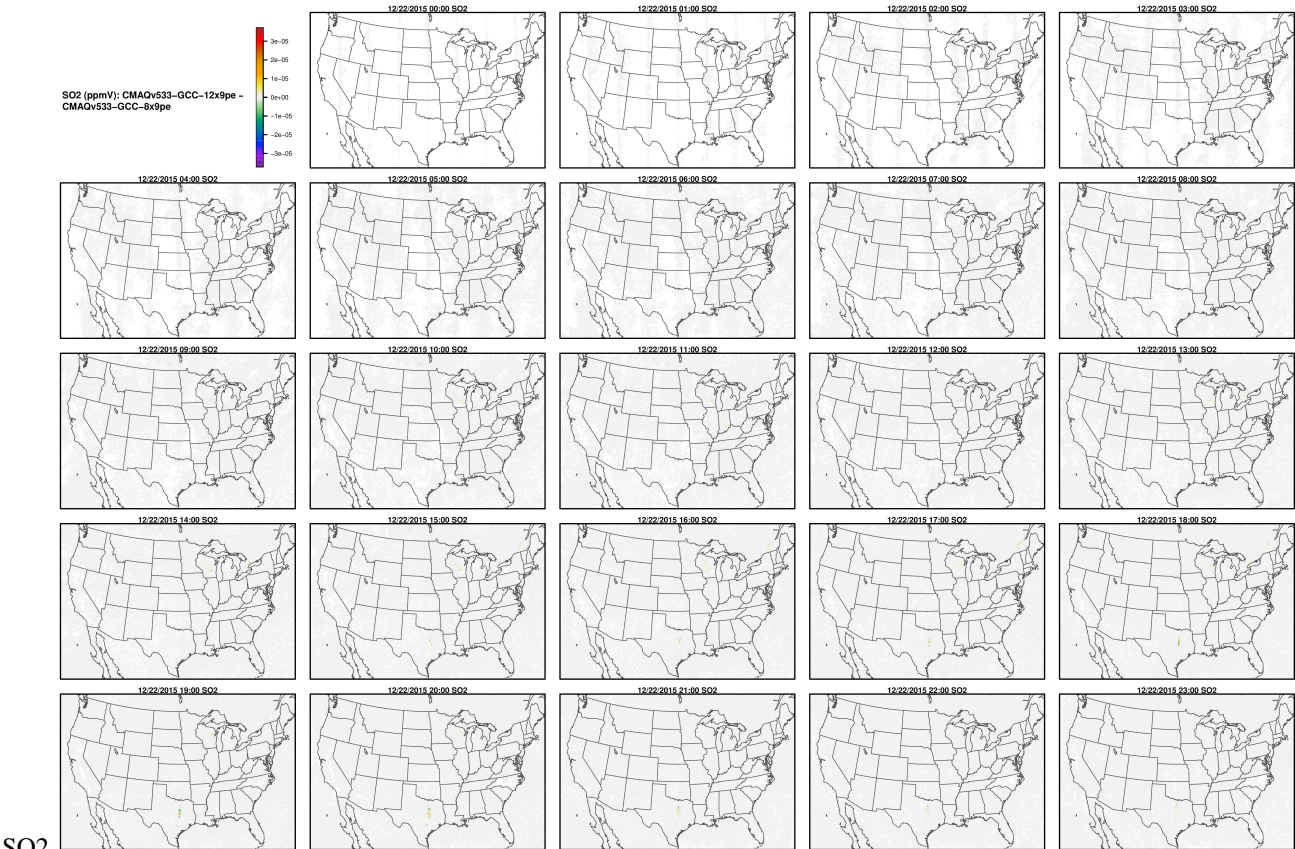 12/22/2015 00:00 SO2
12/22/2015 01:00 SO2
12/22/2015 02:00 SO2
12/22/2015 03:00 SO2
3e−05
2e−05
1e−05
0e+00
−1e−05
−2e−05
−3e−05
SO2 (ppmV): CMAQv533−GCC−12x9pe −
CMAQv533−GCC−8x9pe
12/22/2015 04:00 SO2
12/22/2015 05:00 SO2
12/22/2015 06:00 SO2
12/22/2015 07:00 SO2
12/22/2015 08:00 SO2
12/22/2015 09:00 SO2
12/22/2015 10:00 SO2
12/22/2015 11:00 SO2
12/22/2015 12:00 SO2
12/22/2015 13:00 SO2
12/22/2015 14:00 SO2
12/22/2015 15:00 SO2
12/22/2015 16:00 SO2
12/22/2015 17:00 SO2
12/22/2015 18:00 SO2
12/22/2015 19:00 SO2
12/22/2015 20:00 SO2
12/22/2015 21:00 SO2
12/22/2015 22:00 SO2
12/22/2015 23:00 SO2
SO2